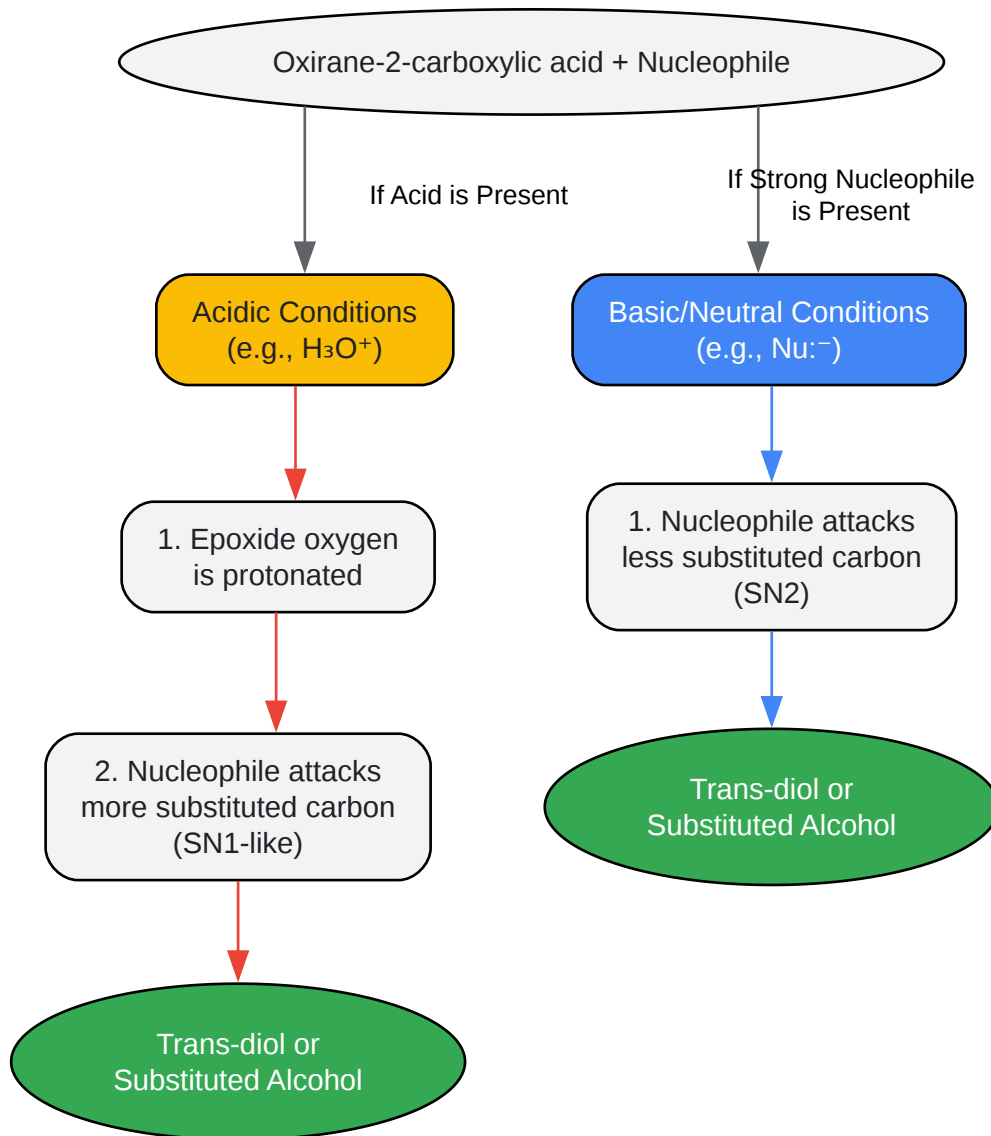 Oxirane-2-carboxylic acid + Nucleophile
If Acid is Present
If Strong Nucleophile
is Present
Acidic Conditions
(e.g., H₃O⁺)
Basic/Neutral Conditions
(e.g., Nu:⁻)
1. Epoxide oxygen
is protonated
1. Nucleophile attacks
less substituted carbon
(SN2)
2. Nucleophile attacks
more substituted carbon
(SN1-like)
Trans-diol or
Substituted Alcohol
Trans-diol or
Substituted Alcohol